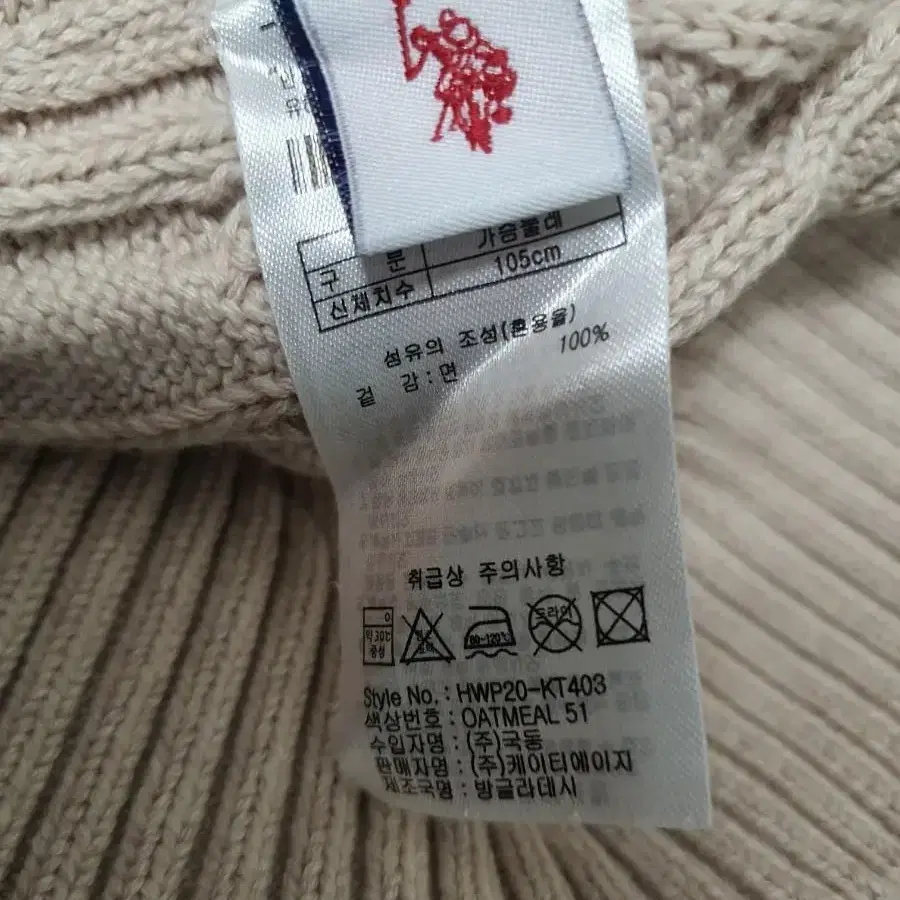 구 분 가슴둘레
신체치수 105cm
섬유의 조성(혼용율)
겉 감 : 면 100%
취급상 주의사항
약 30℃
중성
80-120℃
드라이
Style No. : HWP20-KT403
색상번호 : OATMEAL 51
수입자명 : (주)국동
판매자명 : (주)케이티에이지
제조국명 : 방글라데시